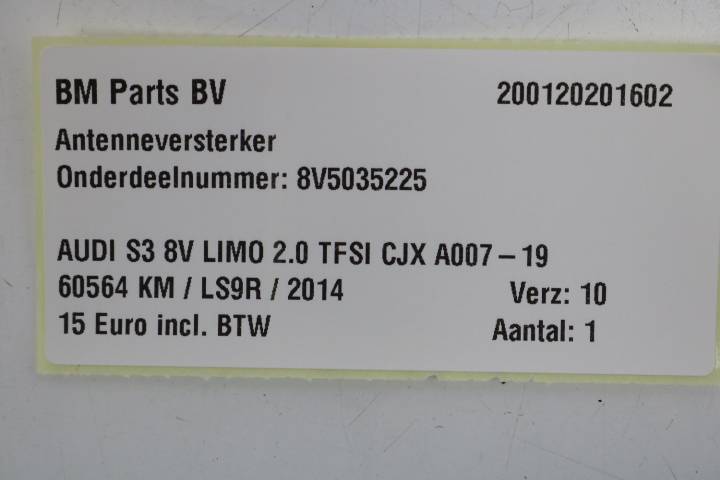 BM Parts BV 200120201602
Antenneversterker
Onderdeelnummer: 8V5035225
AUDI S3 8V LIMO 2.0 TFSI CJX A007-19
60564 KM / LS9R / 2014 Verz: 10
15 Euro incl. BTW Aantal: 1